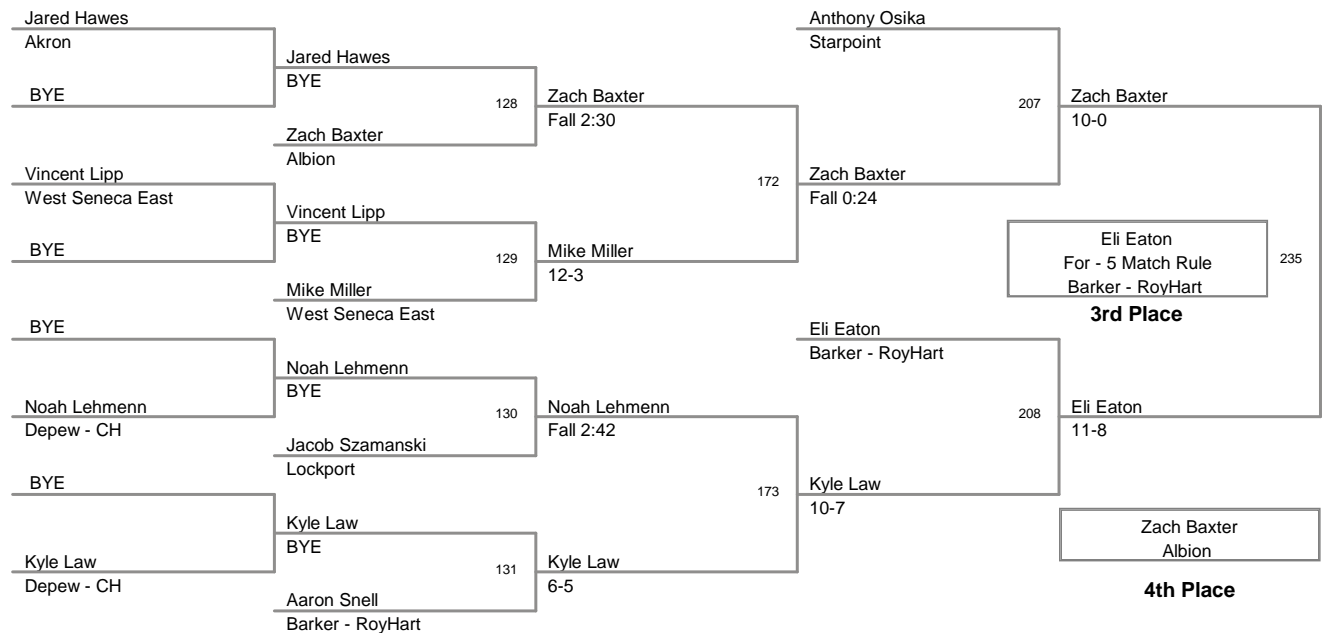 Jared Hawes
Akron
BYE
Vincent Lipp
West Seneca East
BYE
BYE
Noah Lehmenn
Depew - CH
BYE
Kyle Law
Depew - CH
Jared Hawes
BYE
128
Zach Baxter
Albion
Vincent Lipp
BYE
129
Mike Miller
West Seneca East
Noah Lehmenn
BYE
130
Jacob Szamanski
Lockport
Kyle Law
BYE
131
Aaron Snell
Barker - RoyHart
Zach Baxter
Fall 2:30
172
Mike Miller
12-3
Noah Lehmenn
Fall 2:42
173
Kyle Law
6-5
Anthony Osika
Starpoint
207
Zach Baxter
Fall 0:24
Eli Eaton
Barker - RoyHart
208
Kyle Law
10-7
Zach Baxter
10-0
Eli Eaton
For - 5 Match Rule
Barker - RoyHart
235
3rd Place
Eli Eaton
11-8
Zach Baxter
Albion
4th Place